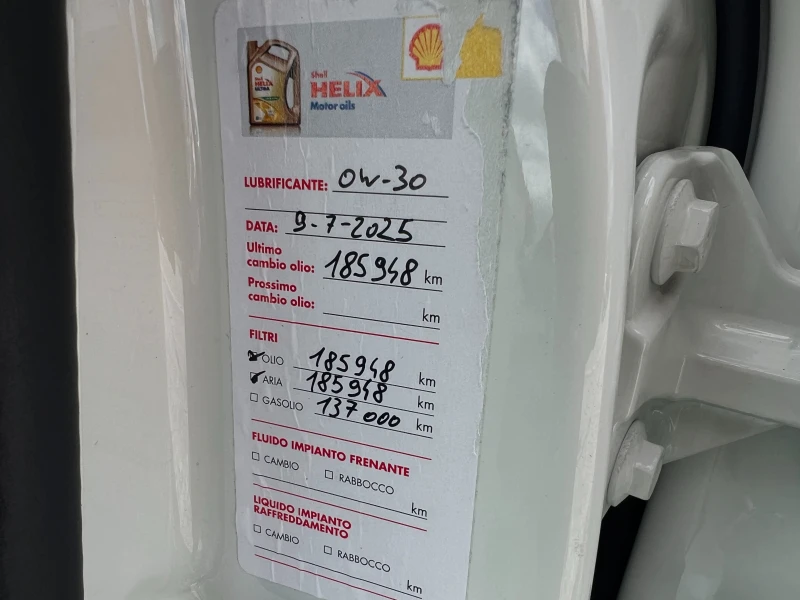 Shell
HELIX
Motor oils
LUBRIFICANTE: 0W-30
DATA: 9-7-2025
Ultimo
cambio olio: 185948 km
Prossimo
cambio olio: km
FILTRI
OLIO 185948 km
ARIA 185948 km
GASOLIO 137000 km
FLUIDO IMPIANTO FRENANTE
CAMBIO RABBOCCO
km
LIQUIDO IMPIANTO
RAFFREDDAMENTO
CAMBIO RABBOCCO
km